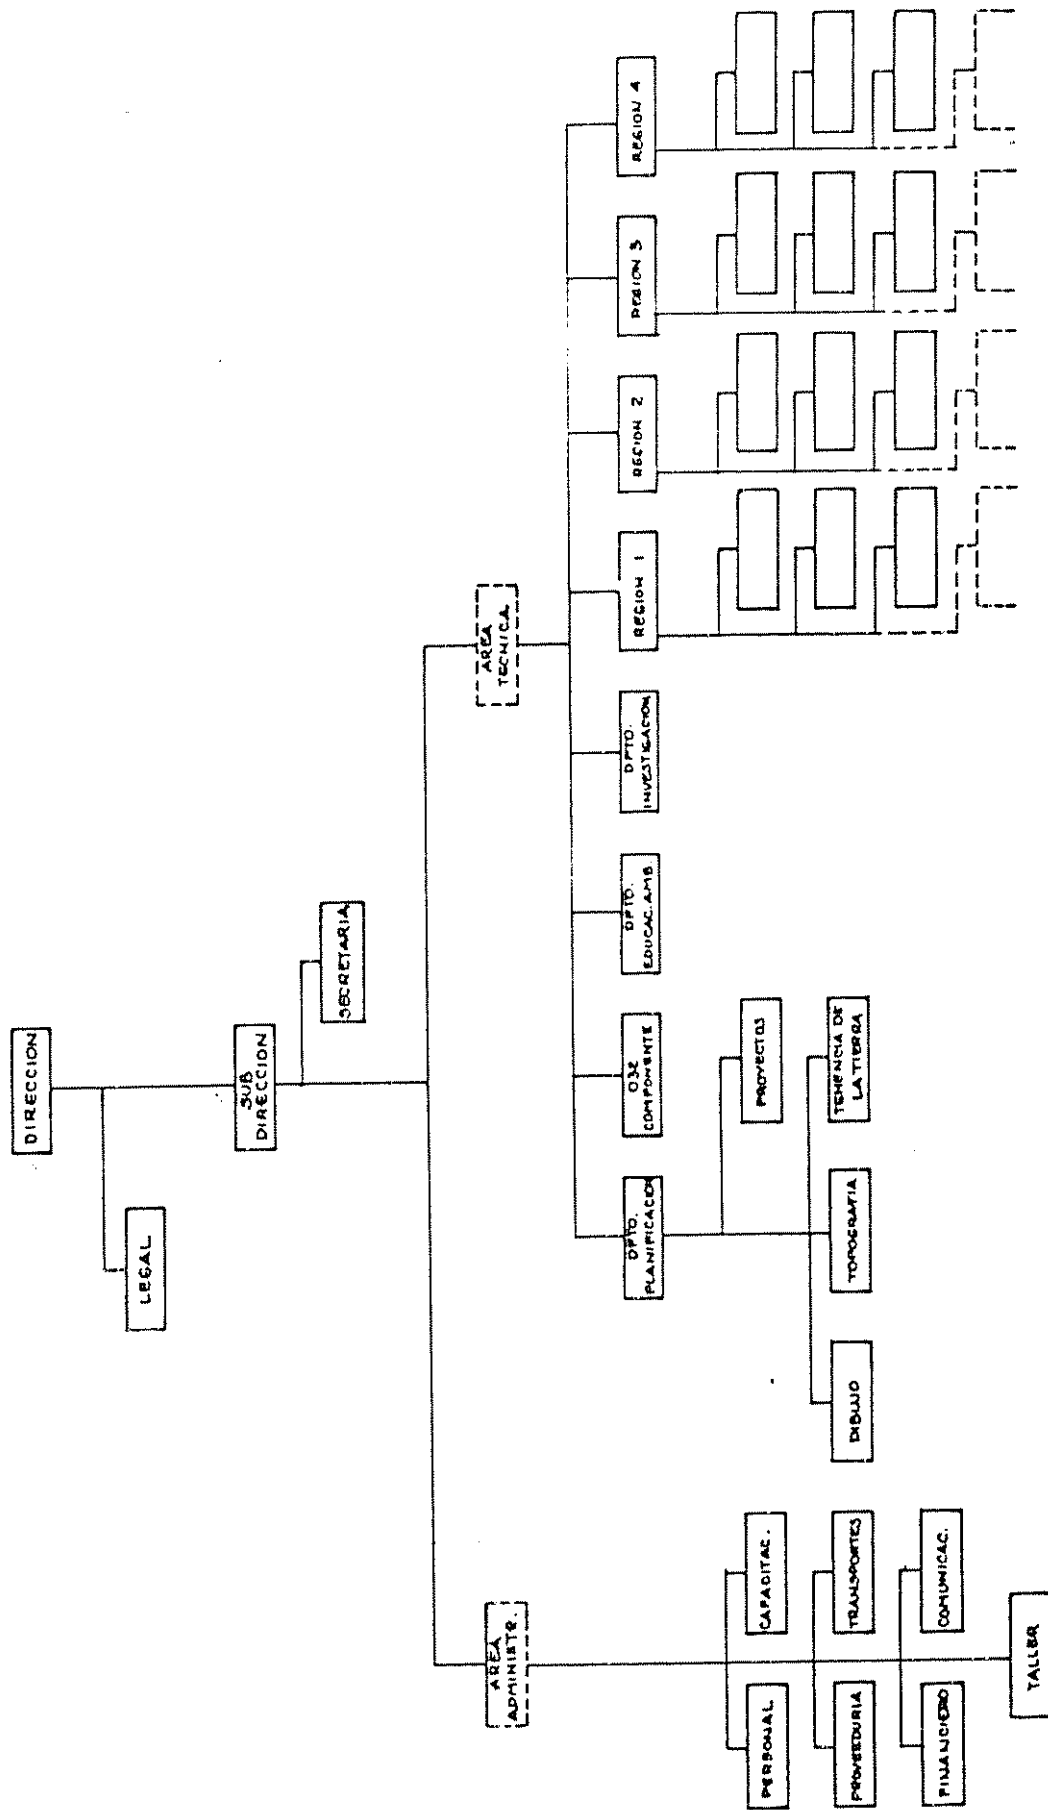 DIRECCION
LEGAL
SUB
DIRECCION
SECRETARIA
AREA
ADMINISTR.
AREA
TECNICA
PERSONAL
CAPADITAC.
PROVEEDURIA
TRANSPORTES
FINANCIERO
COMUNICAC.
TALLER
DPTO.
PLANIFICACION
032
COMPONENTE
DPTO.
EDUCAC. AMB.
DPTO.
INVESTIGACION
REGION 1
REGION 2
REGION 3
REGION 4
PROYECTOS
DIBUJO
TOPOGRAFIA
TENENCIA DE
LA TIERRA